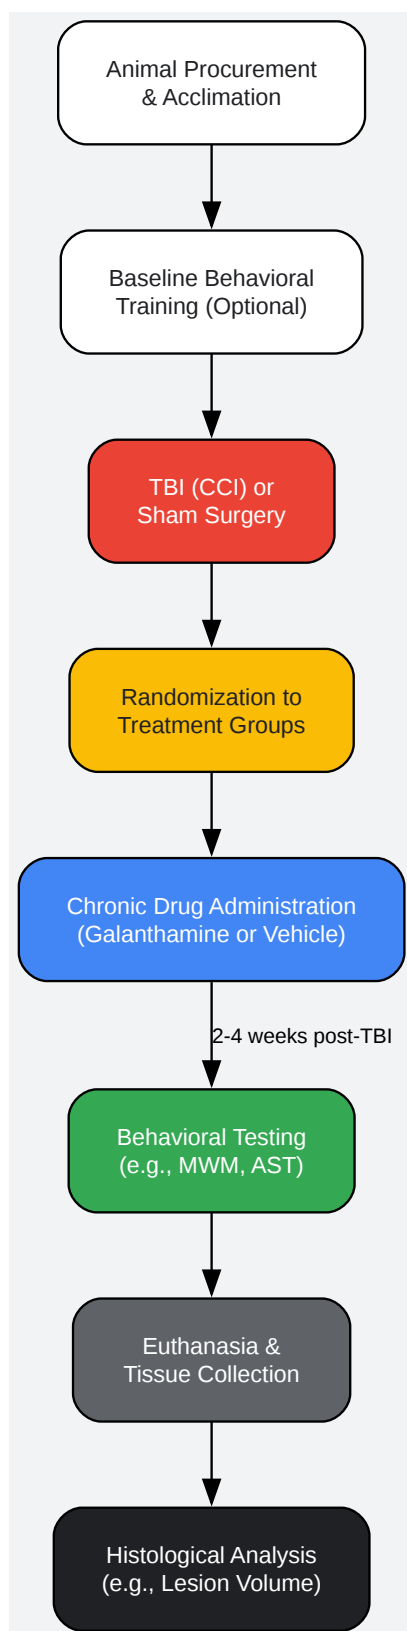 Animal Procurement
& Acclimation
Baseline Behavioral
Training (Optional)
TBI (CCI) or
Sham Surgery
Randomization to
Treatment Groups
Chronic Drug Administration
(Galanthamine or Vehicle)
2-4 weeks post-TBI
Behavioral Testing
(e.g., MWM, AST)
Euthanasia &
Tissue Collection
Histological Analysis
(e.g., Lesion Volume)